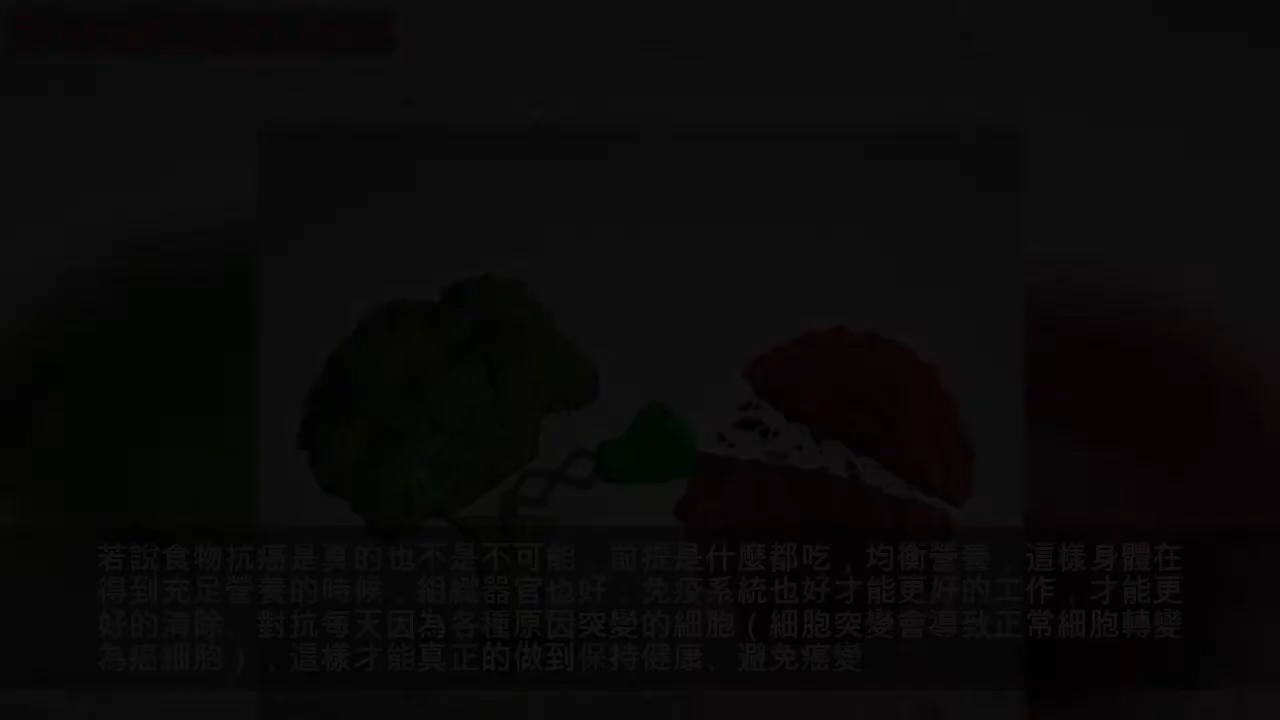 若說食物抗癌是真的也不是不可能，前提是什麼都吃，均衡營養，這樣身體在
得到充足營養的時候，組織器官也好，免疫系統也好才能更好的工作，才能更
好的清除、對抗每天因為各種原因突變的細胞（細胞突變會導致正常細胞轉變
為癌細胞），這樣才能真正的做到保持健康、避免癌變